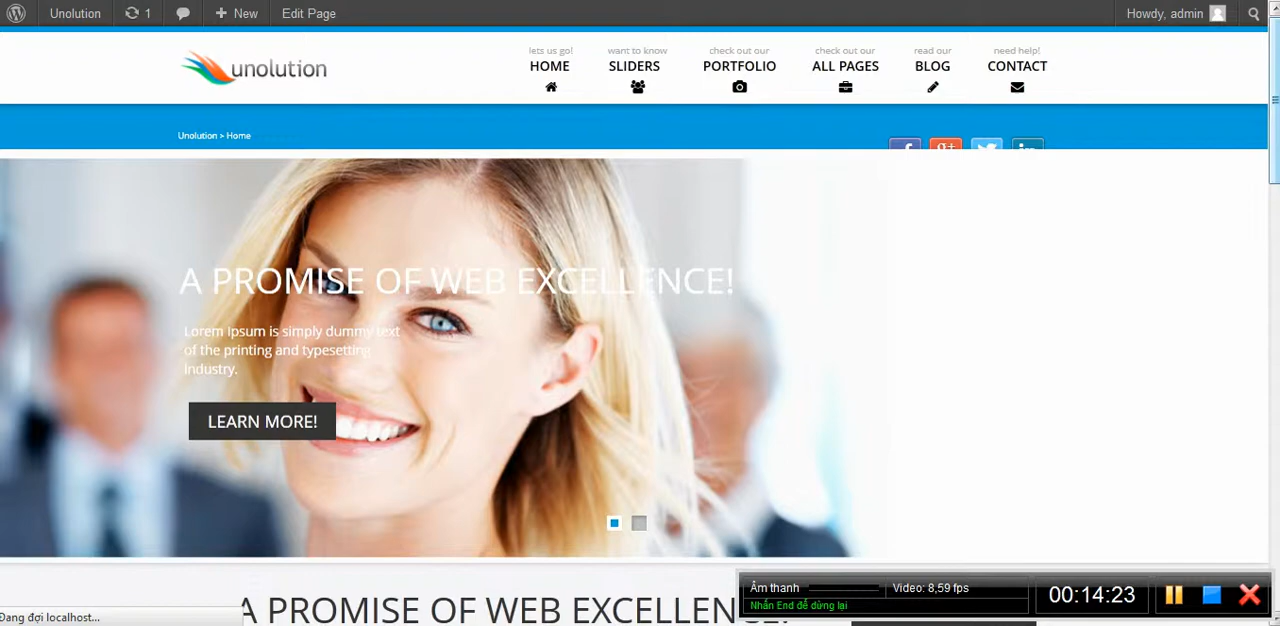 Unolution 1 New Edit Page Howdy, admin
lets us go! want to know check out our check out our read our need help!
unolution HOME SLIDERS PORTFOLIO ALL PAGES BLOG CONTACT
Unolution > Home
f g+ in
A PROMISE OF WEB EXCELLENCE!
Lorem Ipsum is simply dummy text
of the printing and typesetting
industry.
LEARN MORE!
A PROMISE OF WEB EXCELLEN
Âm thanh Video: 8,59 fps 00:14:23
Nhấn End để dừng lại
Đang đợi localhost...